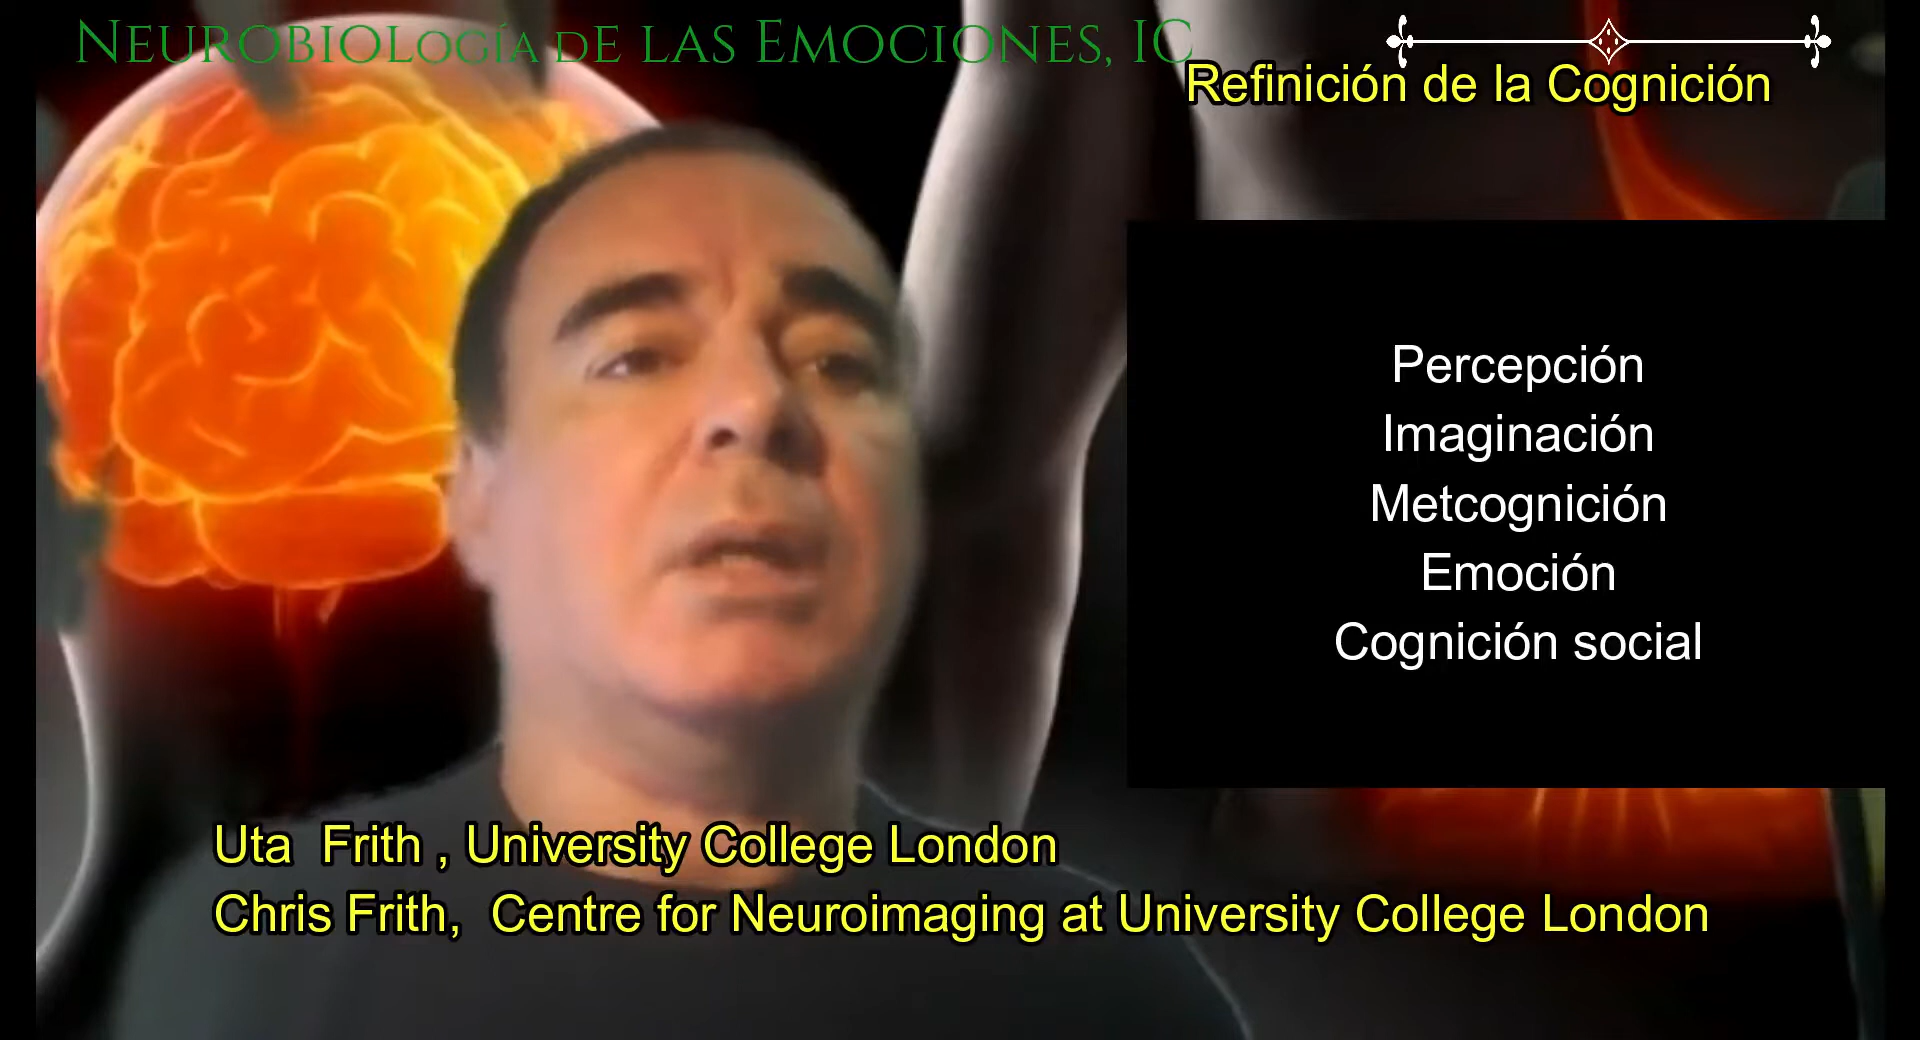 Neurobiología de las Emociones, IC
Refinición de la Cognición
Percepción
Imaginación
Metcognición
Emoción
Cognición social
Uta Frith , University College London
Chris Frith, Centre for Neuroimaging at University College London